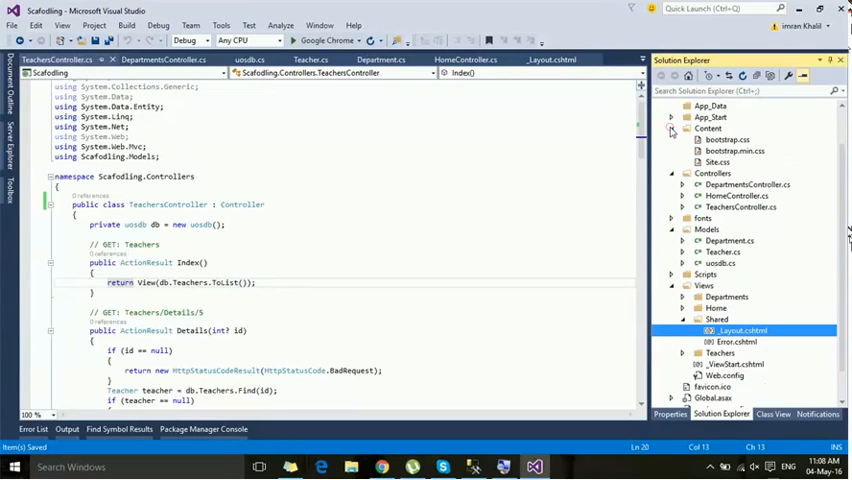 Scafodling - Microsoft Visual Studio
Quick Launch (Ctrl+Q)
File Edit View Project Build Debug Team Tools Architecture Test Analyze Window Help
imran Khalil
Debug Any CPU Google Chrome
TeachersController.cs DepartmentsController.cs uosdb.cs Teacher.cs Department.cs HomeController.cs _Layout.cshtml
Scafodling Scafodling.Controllers.TeachersController Index()
Document Outline
Server Explorer
Toolbox
using System.Collections.Generic;
using System.Data;
using System.Data.Entity;
using System.Linq;
using System.Net;
using System.Web;
using System.Web.Mvc;
using Scafodling.Models;
namespace Scafodling.Controllers
{
0 references
public class TeachersController : Controller
{
private uosdb db = new uosdb();
// GET: Teachers
0 references
public ActionResult Index()
{
return View(db.Teachers.ToList());
}
// GET: Teachers/Details/5
0 references
public ActionResult Details(int? id)
{
if (id == null)
{
return new HttpStatusCodeResult(HttpStatusCode.BadRequest);
}
Teacher teacher = db.Teachers.Find(id);
if (teacher == null)
{
100 %
Solution Explorer
Search Solution Explorer (Ctrl+;)
App_Data
App_Start
Content
bootstrap.css
bootstrap.min.css
Site.css
Controllers
DepartmentsController.cs
HomeController.cs
TeachersController.cs
fonts
Models
Department.cs
Teacher.cs
uosdb.cs
Scripts
Views
Departments
Home
Shared
_Layout.cshtml
Error.cshtml
Teachers
_ViewStart.cshtml
Web.config
favicon.ico
Global.asax
Properties Solution Explorer Class View Notifications
Error List Output Find Symbol Results Package Manager Console
Item(s) Saved Ln 20 Col 13 Ch 13 INS
Search Windows
ENG 11:08 AM
04-May-16